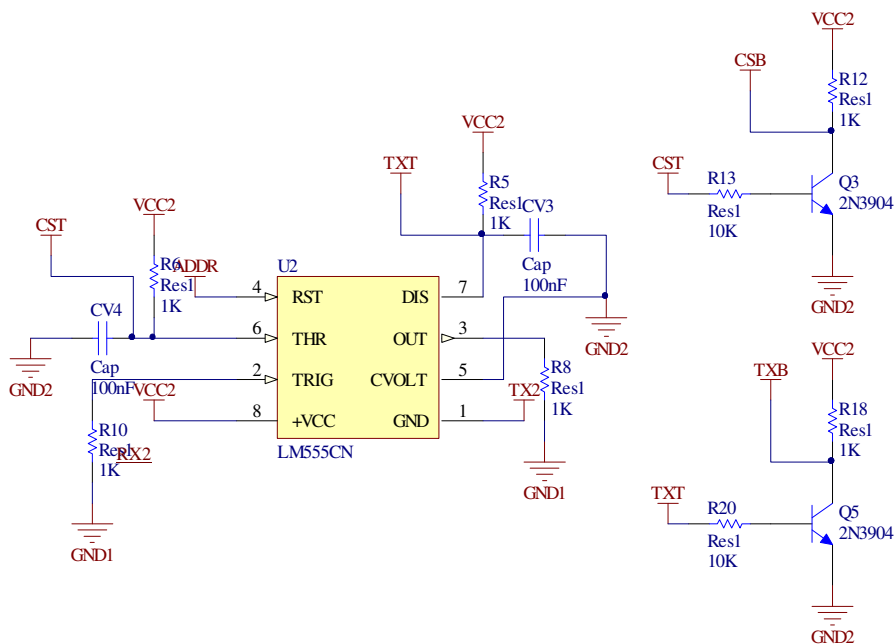 VCC2
CSB
R12
Res1
1K
CST
R13
Res1
10K
Q3
2N3904
GND2
VCC2
TXT
R5
Res1
1K
CV3
Cap
100nF
GND2
VCC2
CST
R6
Res1
1K
ADDR
CV4
Cap
100nF
GND2
U2
4 RST DIS 7
6 THR OUT 3
2 TRIG CVOLT 5
8 +VCC GND 1
LM555CN
VCC2
R10
Res1
1K
RX2
GND1
TX2
R8
Res1
1K
GND1
VCC2
TXB
R18
Res1
1K
TXT
R20
Res1
10K
Q5
2N3904
GND2